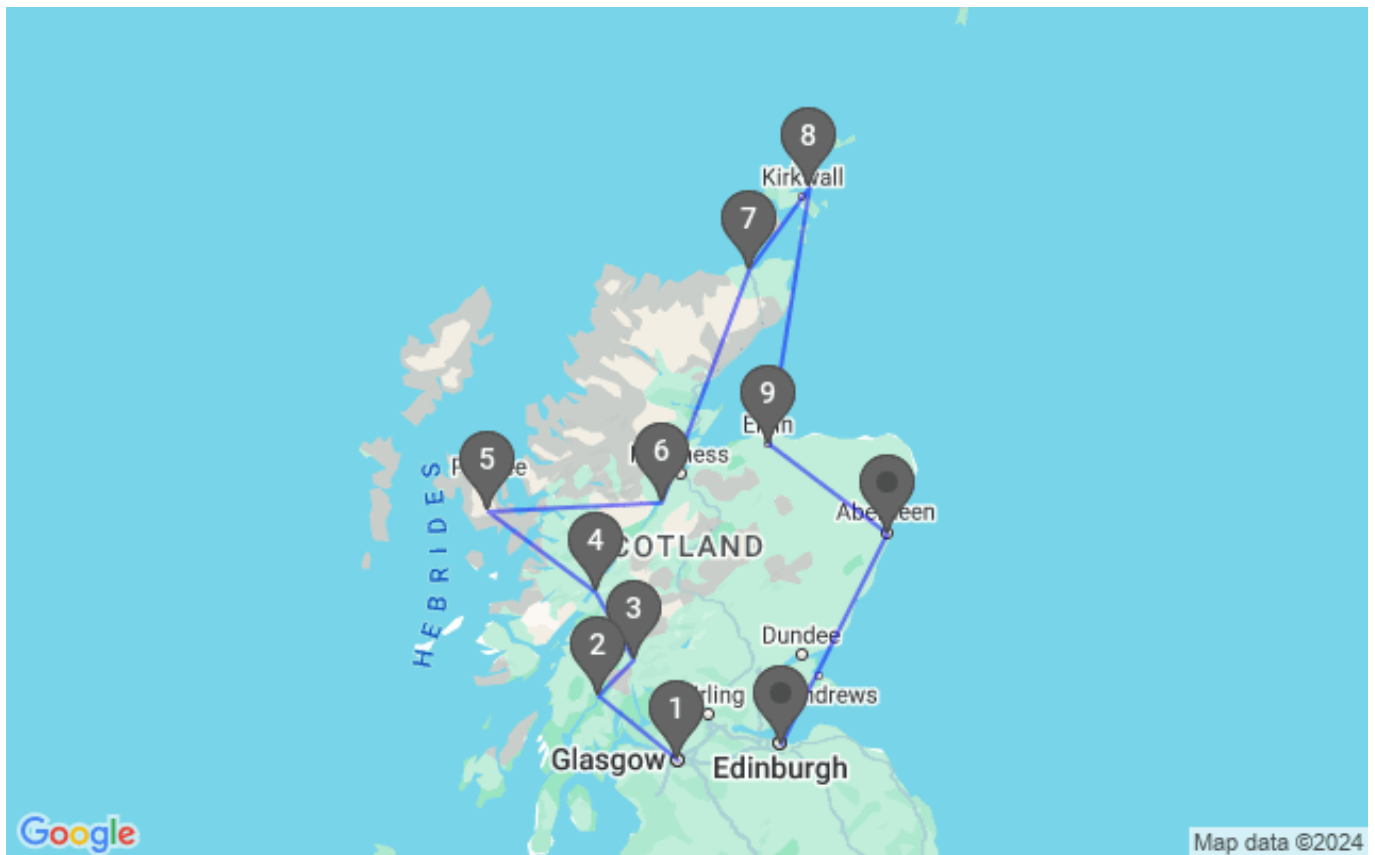 8
Kirkwall
7
9
Elgin
5
6
HEBRIDES
Aberdeen
4
SCOTLAND
3
2
Dundee
1
Glasgow
Edinburgh
Google
Map data ©2024